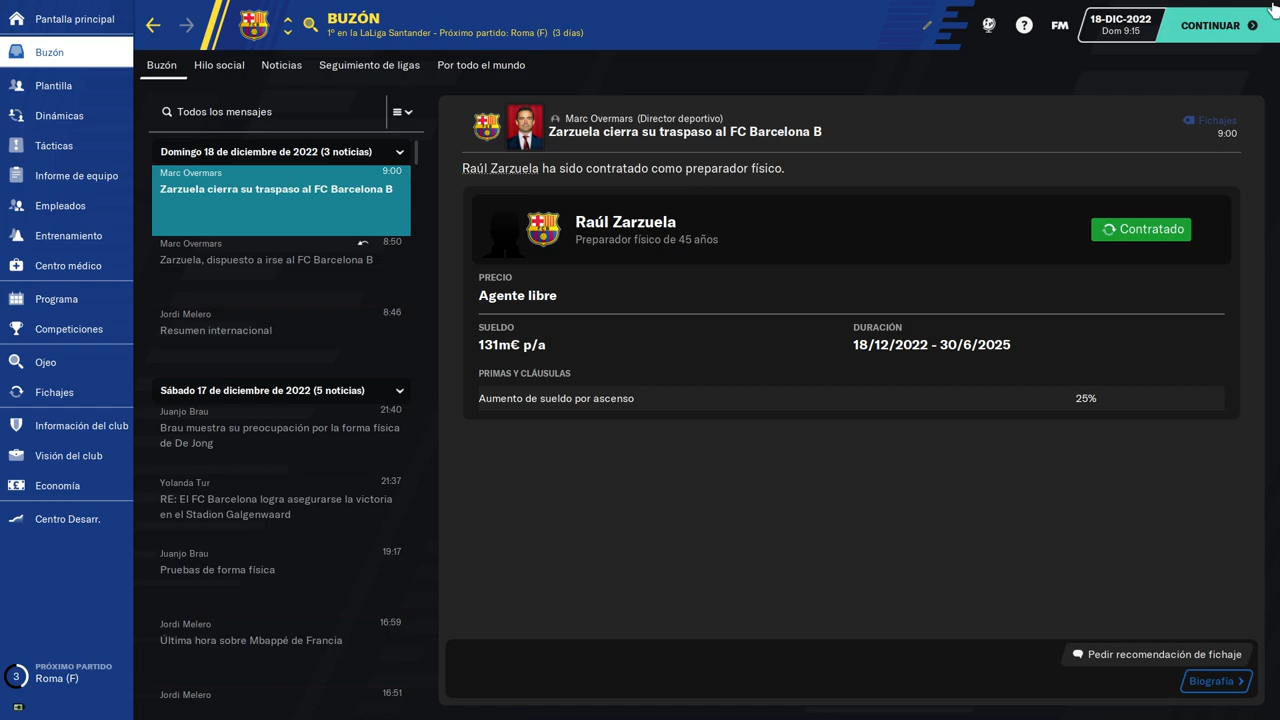 Pantalla principal
Buzón
Plantilla
Dinámicas
Tácticas
Informe de equipo
Empleados
Entrenamiento
Centro médico
Programa
Competiciones
Ojeo
Fichajes
Información del club
Visión del club
Economía
Centro Desarr.
3
PRÓXIMO PARTIDO
Roma (F)
BUZÓN
1º en la LaLiga Santander - Próximo partido: Roma (F) (3 días)
FM
18-DIC-2022
Dom 9:15
CONTINUAR
Buzón
Hilo social
Noticias
Seguimiento de ligas
Por todo el mundo
Todos los mensajes
Domingo 18 de diciembre de 2022 (3 noticias)
Marc Overmars 9:00
Zarzuela cierra su traspaso al FC Barcelona B
Marc Overmars 8:50
Zarzuela, dispuesto a irse al FC Barcelona B
Jordi Melero 8:46
Resumen internacional
Sábado 17 de diciembre de 2022 (5 noticias)
Juanjo Brau 21:40
Brau muestra su preocupación por la forma física
de De Jong
Yolanda Tur 21:37
RE: El FC Barcelona logra asegurarse la victoria
en el Stadion Galgenwaard
Juanjo Brau 19:17
Pruebas de forma física
Jordi Melero 16:59
Última hora sobre Mbappé de Francia
Jordi Melero 16:51
Marc Overmars (Director deportivo)
Zarzuela cierra su traspaso al FC Barcelona B
Fichajes
9:00
Raúl Zarzuela ha sido contratado como preparador físico.
Raúl Zarzuela
Preparador físico de 45 años
Contratado
PRECIO
Agente libre
SUELDO
131m€ p/a
DURACIÓN
18/12/2022 - 30/6/2025
PRIMAS Y CLÁUSULAS
Aumento de sueldo por ascenso 25%
Pedir recomendación de fichaje
Biografía